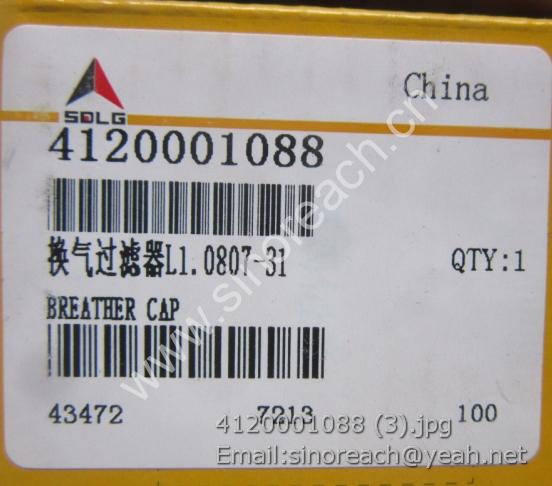 China
SDLG
4120001088
换气过滤器L1.0807-31
QTY:1
BREATHER CAP
43472 7213 100
www.sinoreach.cn
4120001088 (3).jpg
Email:sinoreach@yeah.net